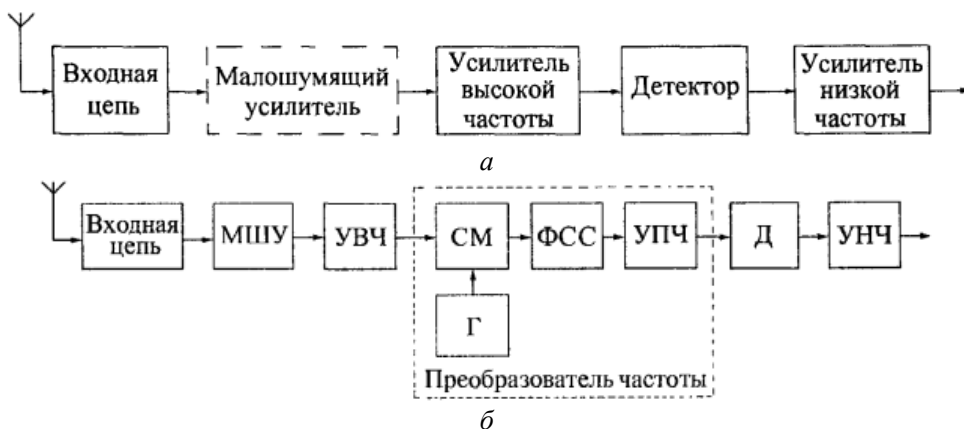 Входная
цепь
Малошумящий
усилитель
Усилитель
высокой
частоты
Детектор
Усилитель
низкой
частоты
а
Входная
цепь
МШУ
УВЧ
СМ
ФСС
УПЧ
Д
УНЧ
Г
Преобразователь частоты
б